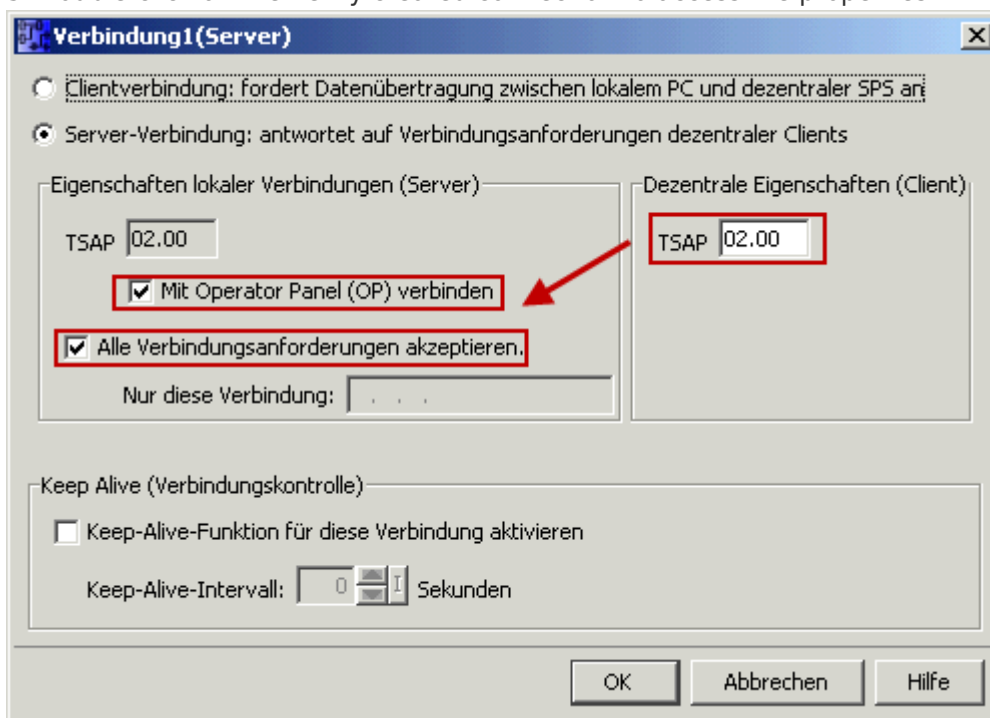 Verbindung1(Server)
Clientverbindung: fordert Datenübertragung zwischen lokalem PC und dezentraler SPS an
Server-Verbindung: antwortet auf Verbindungsanforderungen dezentraler Clients
Eigenschaften lokaler Verbindungen (Server)
TSAP 02.00
Mit Operator Panel (OP) verbinden
Alle Verbindungsanforderungen akzeptieren.
Nur diese Verbindung: . . .
Dezentrale Eigenschaften (Client)
TSAP 02.00
Keep Alive (Verbindungskontrolle)
Keep-Alive-Funktion für diese Verbindung aktivieren
Keep-Alive-Intervall: 0 Sekunden
OK Abbrechen Hilfe